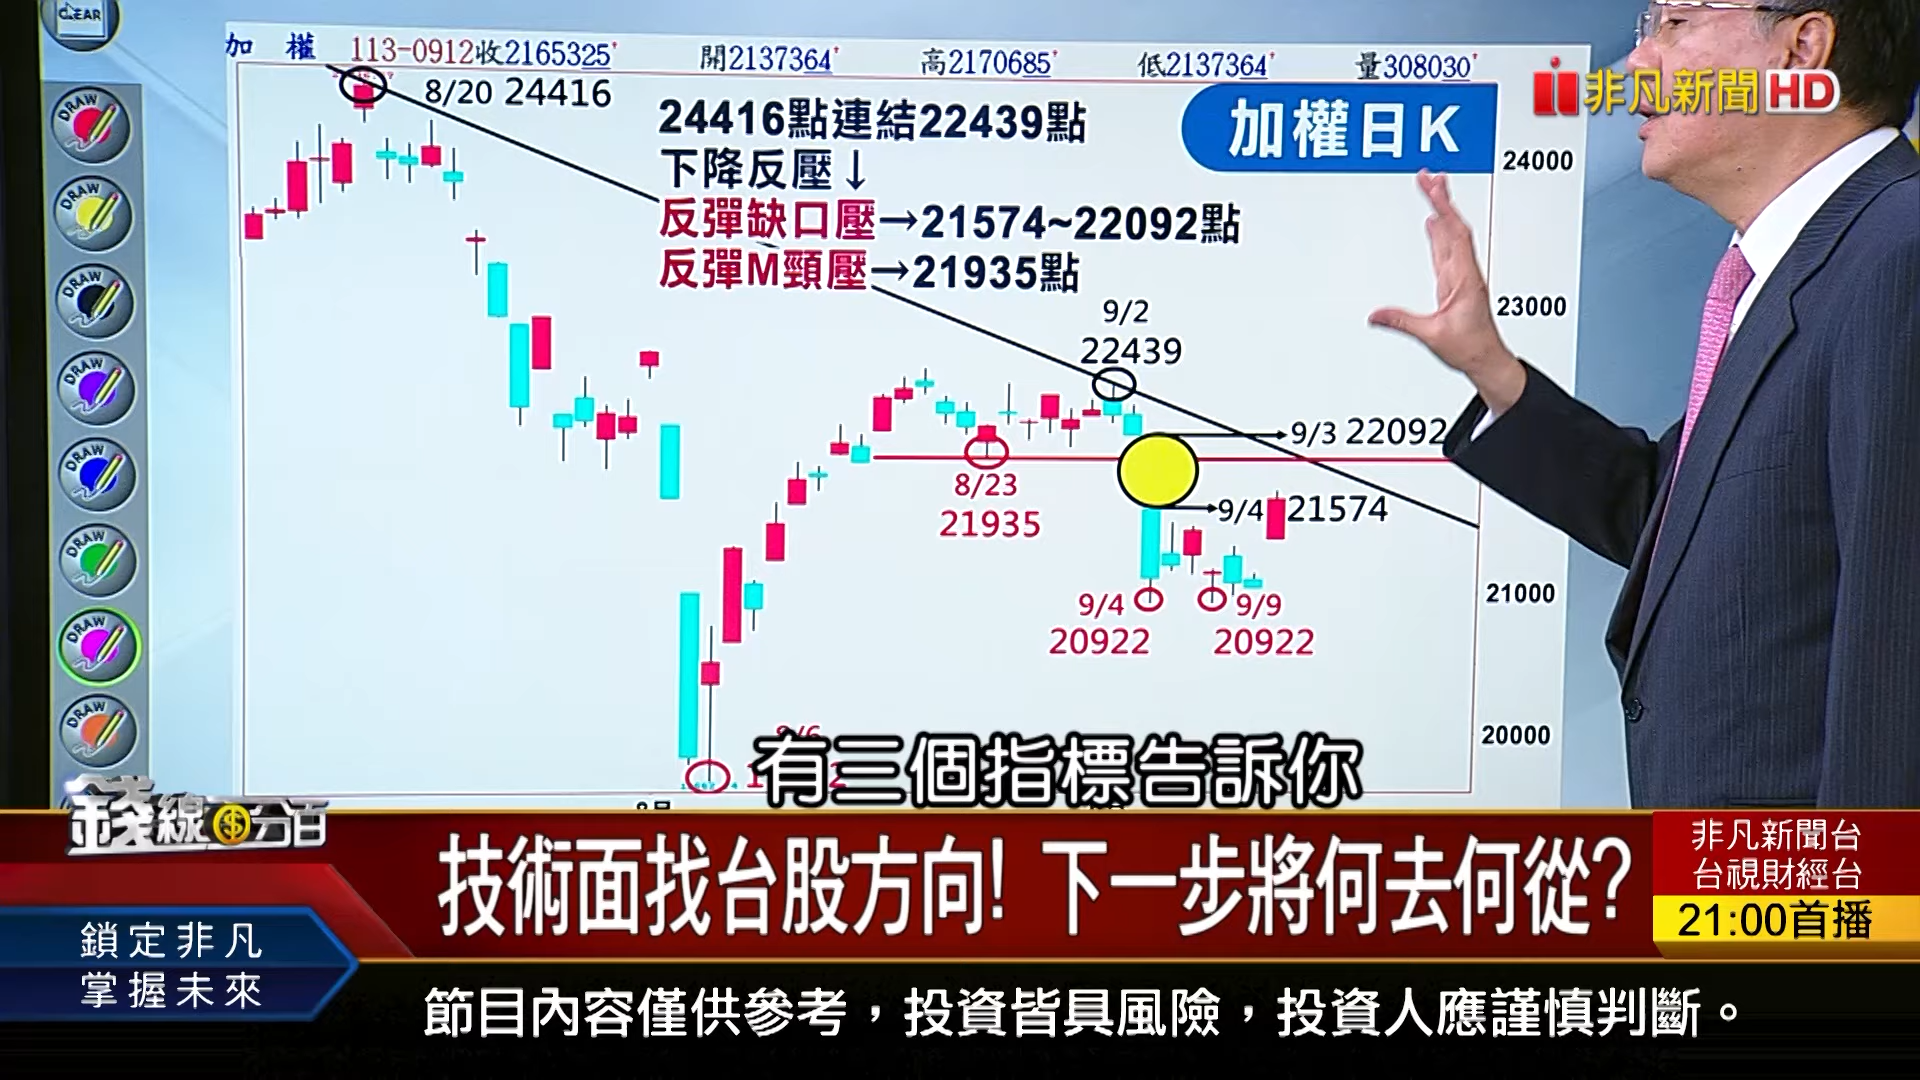 CLEAR
加 權 113-0912收2165325 開2137364 高2170685 低2137364 量308030
非凡新聞HD
8/20 24416
24416點連結22439點
下降反壓↓
反彈缺口壓→21574~22092點
反彈M頸壓→21935點
加權日K
24000
23000
9/2
22439
9/3 22092
8/23
21935
9/4 21574
21000
9/4
20922
9/9
20922
20000
DRAW
DRAW
DRAW
DRAW
DRAW
DRAW
DRAW
DRAW
有三個指標告訴你
錢線百分百
技術面找台股方向! 下一步將何去何從?
非凡新聞台
台視財經台
21:00首播
鎖定非凡
掌握未來
節目內容僅供參考，投資皆具風險，投資人應謹慎判斷。